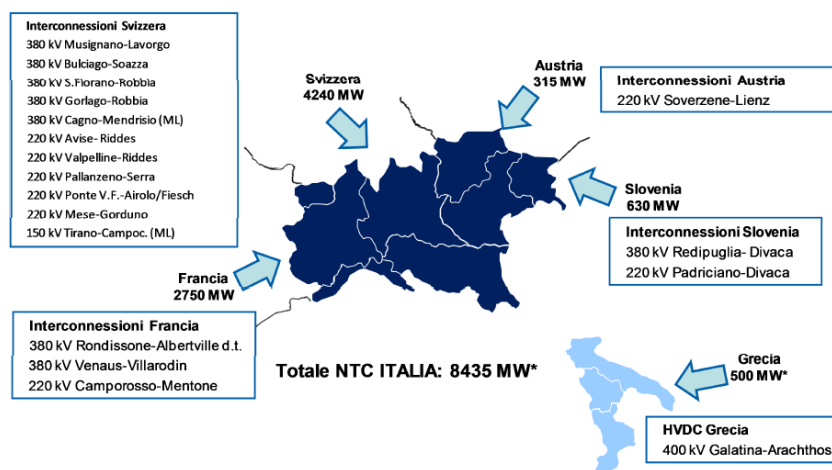 Interconnessioni Svizzera
380 kV Musignano-Lavorgo
380 kV Bulciago-Soazza
380 kV S.Fiorano-Robbia
380 kV Gorlago-Robbia
380 kV Cagno-Mendrisio (ML)
220 kV Avise-Riddes
220 kV Valpelline-Riddes
220 kV Pallanzeno-Serra
220 kV Ponte V.F.-Airolo/Fiesch
220 kV Mese-Gorduno
150 kV Tirano-Campoc. (ML)
Svizzera
4240 MW
Austria
315 MW
Interconnessioni Austria
220 kV Soverzene-Lienz
Slovenia
630 MW
Interconnessioni Slovenia
380 kV Redipuglia- Divaca
220 kV Padriciano-Divaca
Francia
2750 MW
Interconnessioni Francia
380 kV Rondissone-Albertville d.t.
380 kV Venaus-Villarodin
220 kV Camporosso-Mentone
Totale NTC ITALIA: 8435 MW*
Grecia
500 MW*
HVDC Grecia
400 kV Galatina-Arachthos